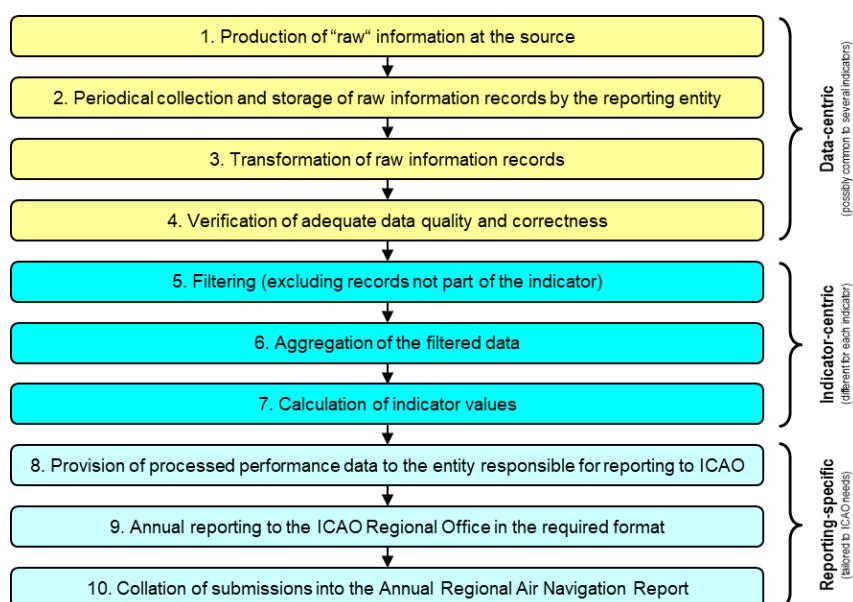 1. Production of “raw“ information at the source
2. Periodical collection and storage of raw information records by the reporting entity
3. Transformation of raw information records
4. Verification of adequate data quality and correctness
Data-centric
(possibly common to several indicators)
5. Filtering (excluding records not part of the indicator)
6. Aggregation of the filtered data
7. Calculation of indicator values
Indicator-centric
(different for each indicator)
8. Provision of processed performance data to the entity responsible for reporting to ICAO
9. Annual reporting to the ICAO Regional Office in the required format
10. Collation of submissions into the Annual Regional Air Navigation Report
Reporting-specific
(tailored to ICAO needs)